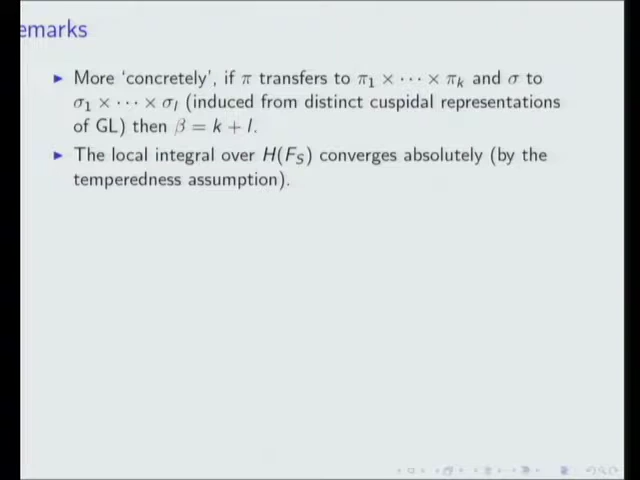 emarks
► More ‘concretely’, if π transfers to π₁ × ··· × πₖ and σ to
σ₁ × ··· × σₗ (induced from distinct cuspidal representations
of GL) then β = k + l.
► The local integral over H(F_S) converges absolutely (by the
temperedness assumption).